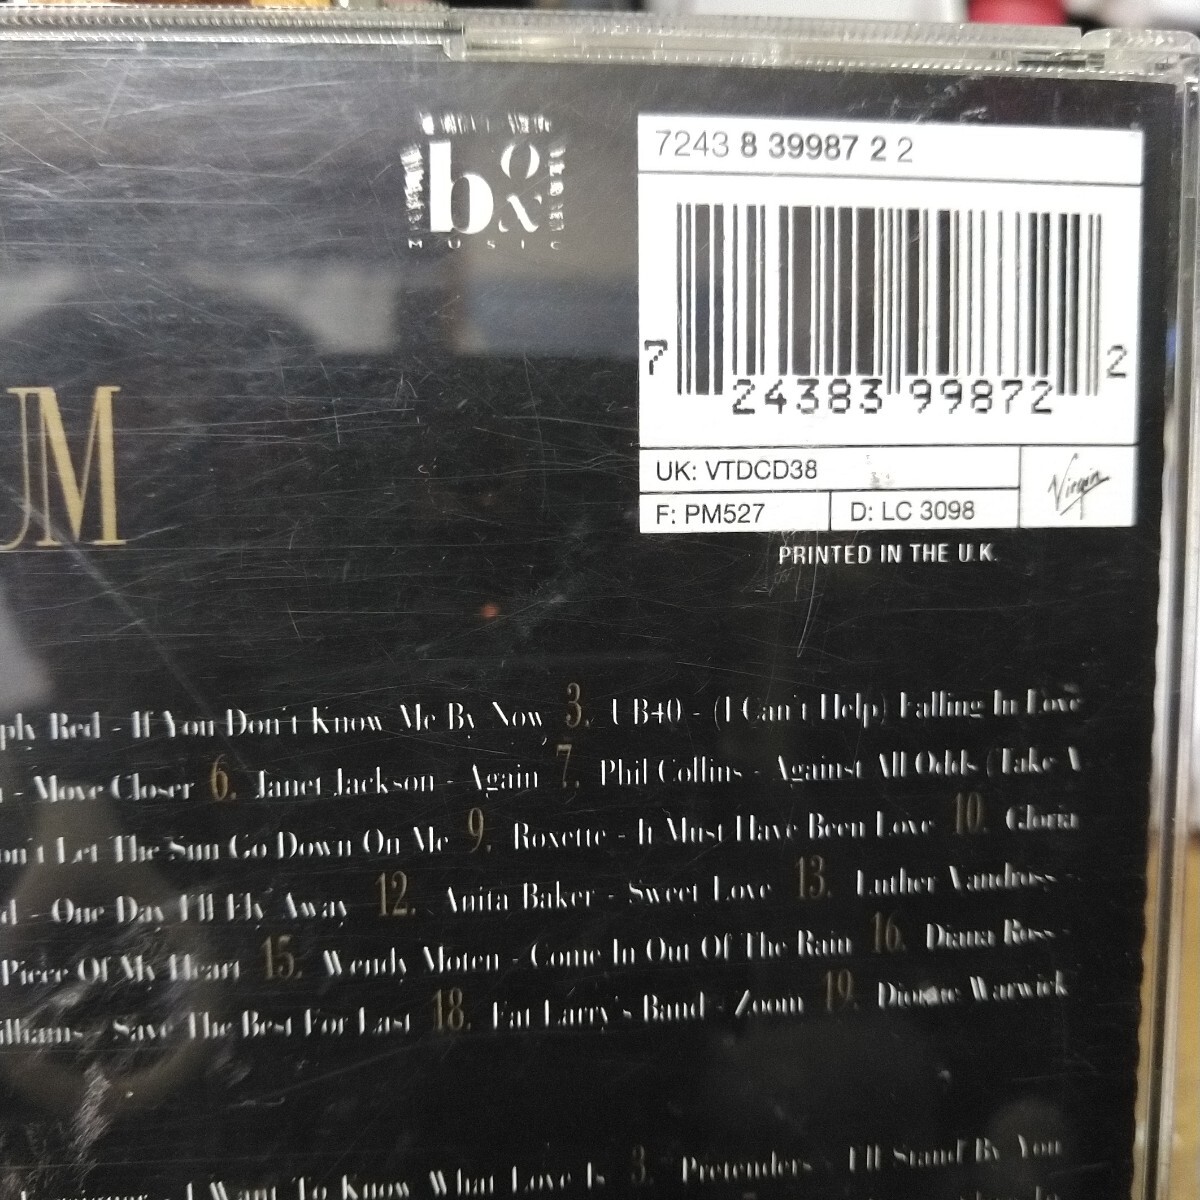 box
MUSIC
7243 8 39987 2 2
7 24383 99872 2
UK: VTDCD38
F: PM527 D: LC 3098
Virgin
PRINTED IN THE U.K.
UM
ply Red - If You Don't Know Me By Now 3. UB40 - (I Can't Help) Falling In Love
- Move Closer 6. Janet Jackson - Again 7. Phil Collins - Against All Odds (Take A
on't Let The Sun Go Down On Me 9. Roxette - It Must Have Been Love 10. Gloria
d - One Day I'll Fly Away 12. Anita Baker - Sweet Love 13. Luther Vandross -
Piece Of My Heart 15. Wendy Moten - Come In Out Of The Rain 16. Diana Ross -
illiams - Save The Best For Last 18. Fat Larry's Band - Zoom 19. Dionne Warwick
- I Want To Know What Love Is 3. Pretenders - I'll Stand By You